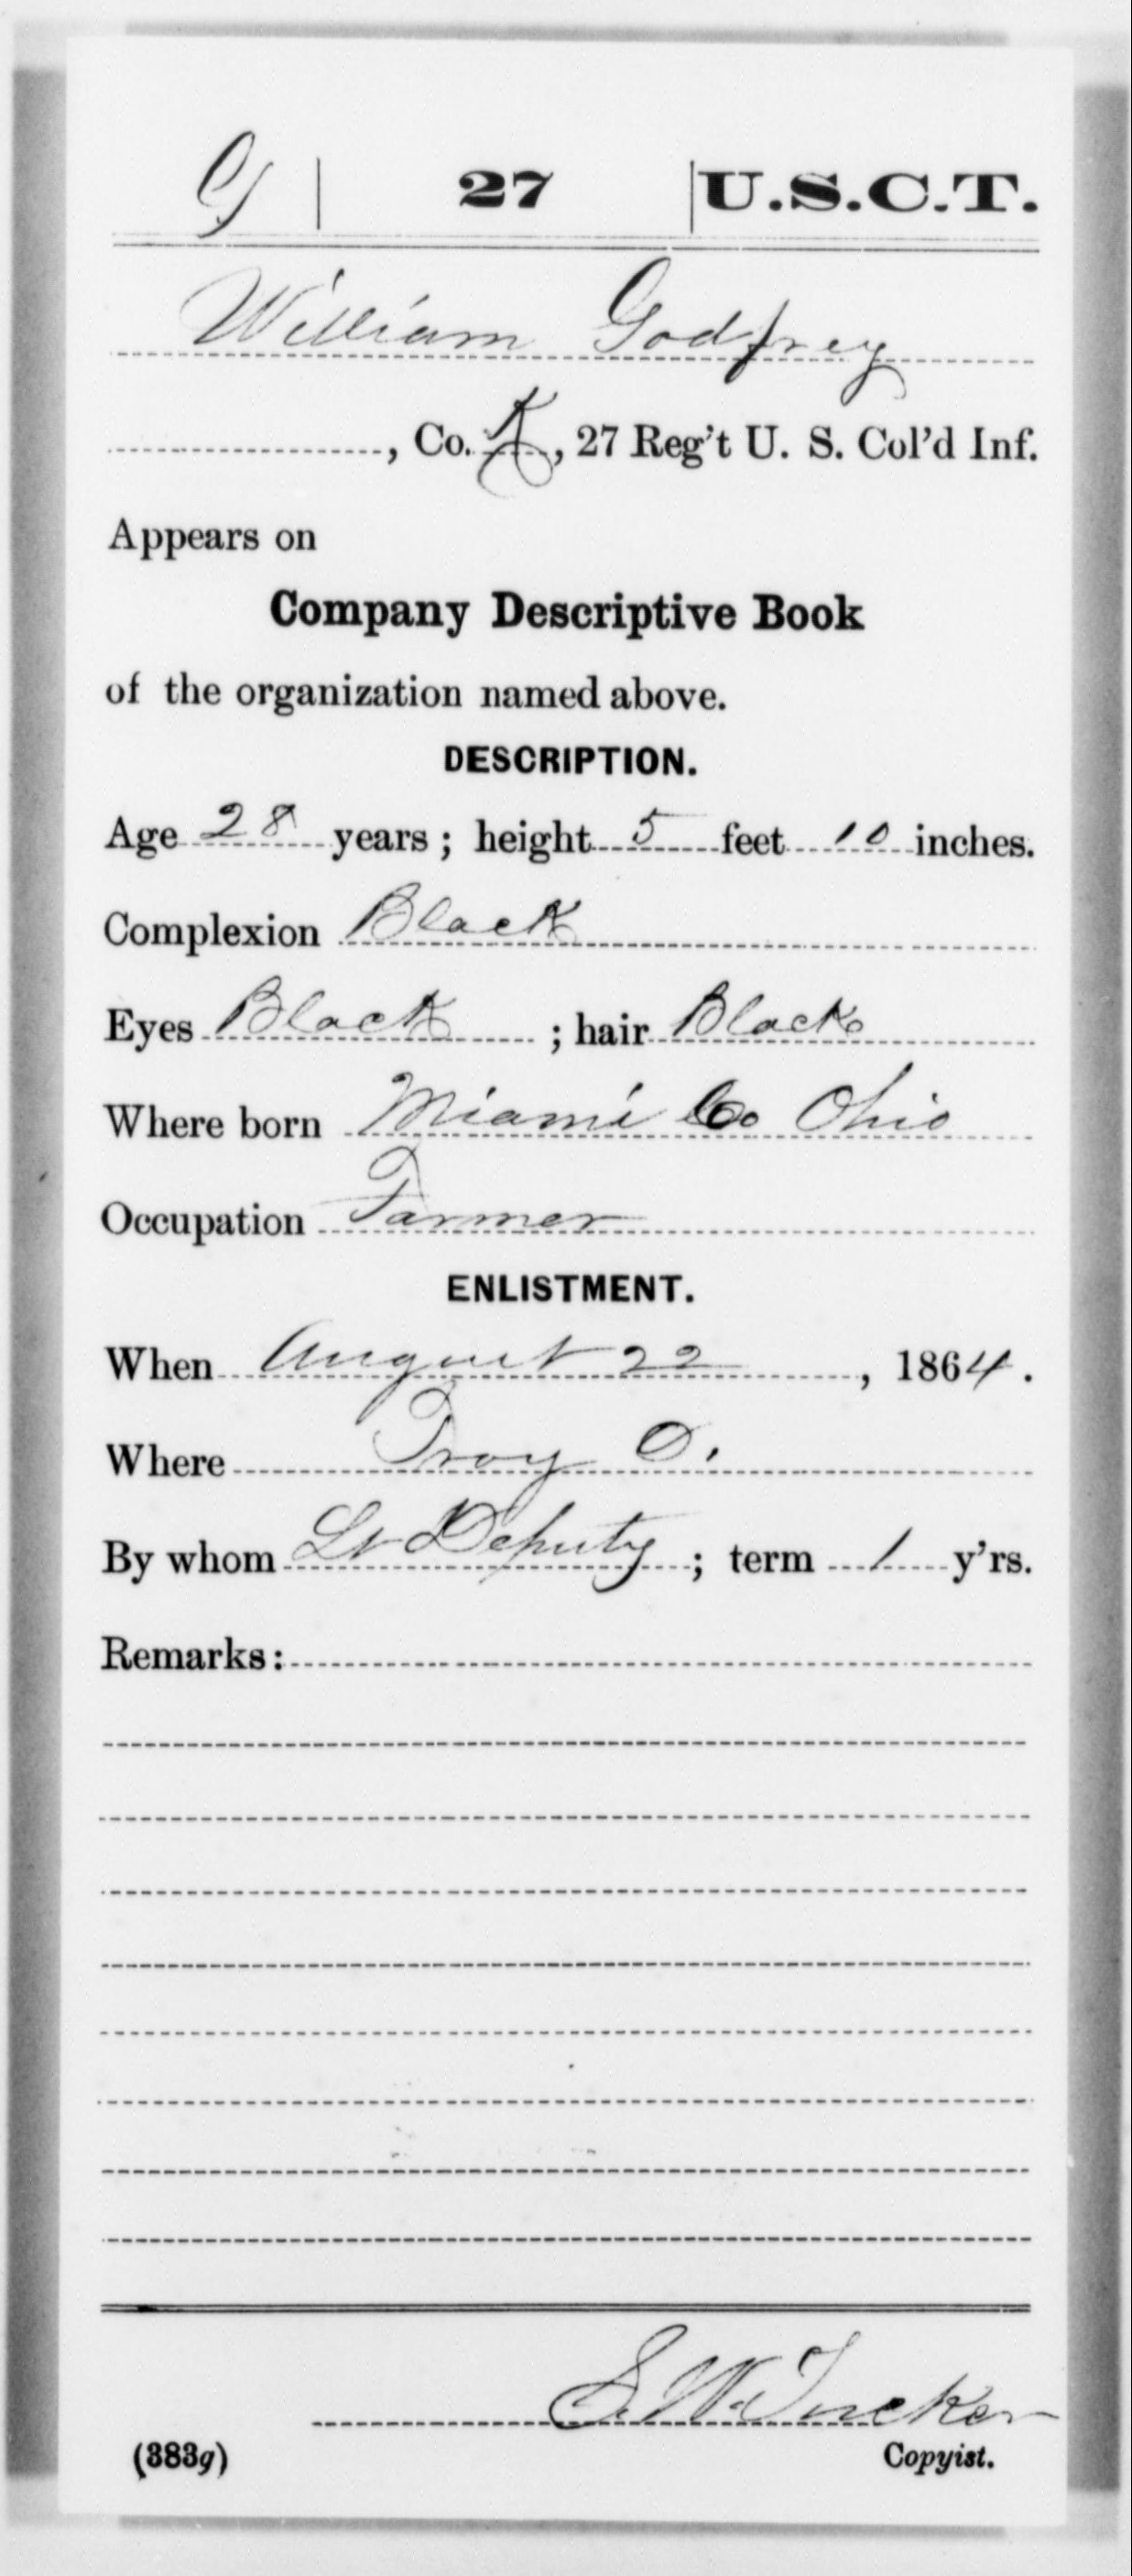 G | 27 | U.S.C.T.
William Godfrey
, Co. K, 27 Reg't U. S. Col'd Inf.
Appears on
Company Descriptive Book
of the organization named above.
DESCRIPTION.
Age 28 years; height 5 feet 10 inches.
Complexion Black
Eyes Black; hair Black
Where born Miami Co Ohio
Occupation Farmer
ENLISTMENT.
When August 22, 1864.
Where Troy O.
By whom Lt Deputy; term 1 y'rs.
Remarks:
S. W. Tucker
(383g) Copyist.